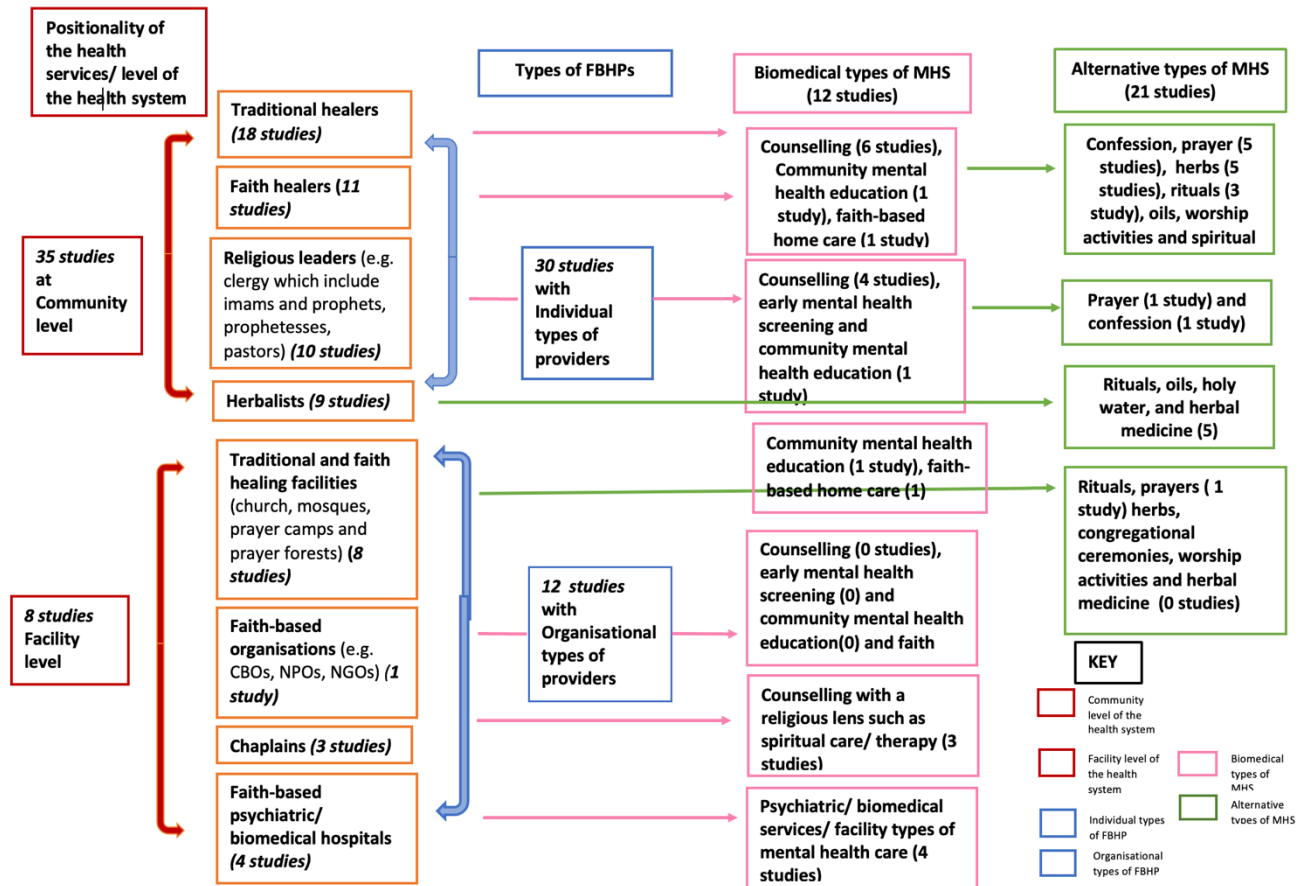 Positionality of
the health
services/ level of
the health system
Types of FBHPs
Biomedical types of MHS
(12 studies)
Alternative types of MHS
(21 studies)
35 studies
at
Community
level
Traditional healers
(18 studies)
Faith healers (11
studies)
Religious leaders (e.g.
clergy which include
imams and prophets,
prophetesses,
pastors) (10 studies)
Herbalists (9 studies)
30 studies
with
Individual
types of
providers
Counselling (6 studies),
Community mental
health education (1
study), faith-based
home care (1 study)
Counselling (4 studies),
early mental health
screening and
community mental
health education (1
study)
Confession, prayer (5
studies), herbs (5
studies), rituals (3
study), oils, worship
activities and spiritual
Prayer (1 study) and
confession (1 study)
Rituals, oils, holy
water, and herbal
medicine (5)
8 studies
Facility
level
Traditional and faith
healing facilities
(church, mosques,
prayer camps and
prayer forests) (8
studies)
Faith-based
organisations (e.g.
CBOs, NPOs, NGOs) (1
study)
Chaplains (3 studies)
Faith-based
psychiatric/
biomedical hospitals
(4 studies)
12 studies
with
Organisational
types of
providers
Community mental health
education (1 study), faith-
based home care (1)
Counselling (0 studies),
early mental health
screening (0) and
community mental health
education(0) and faith
Counselling with a
religious lens such as
spiritual care/ therapy (3
studies)
Psychiatric/ biomedical
services/ facility types of
mental health care (4
studies)
Rituals, prayers ( 1
study) herbs,
congregational
ceremonies, worship
activities and herbal
medicine (0 studies)
KEY
Community
level of the
health system
Facility level of
the health
system
Individual types
of FBHP
Organisational
types of FBHP
Biomedical
types of MHS
Alternative
types of MHS